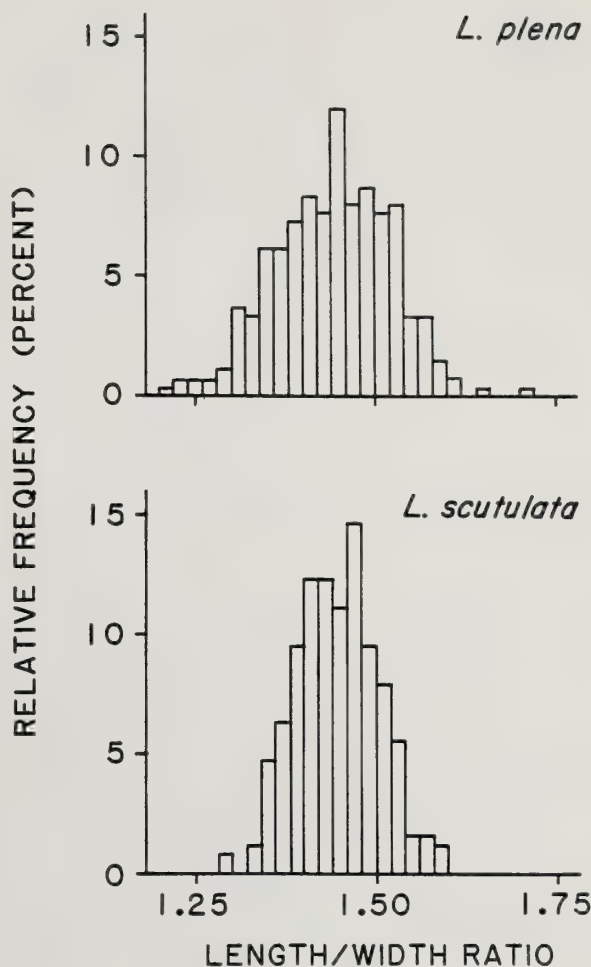 L. plena
15
10
5
0
RELATIVE FREQUENCY (PERCENT)
L. scutulata
15
10
5
0
1.25 1.50 1.75
LENGTH/WIDTH RATIO